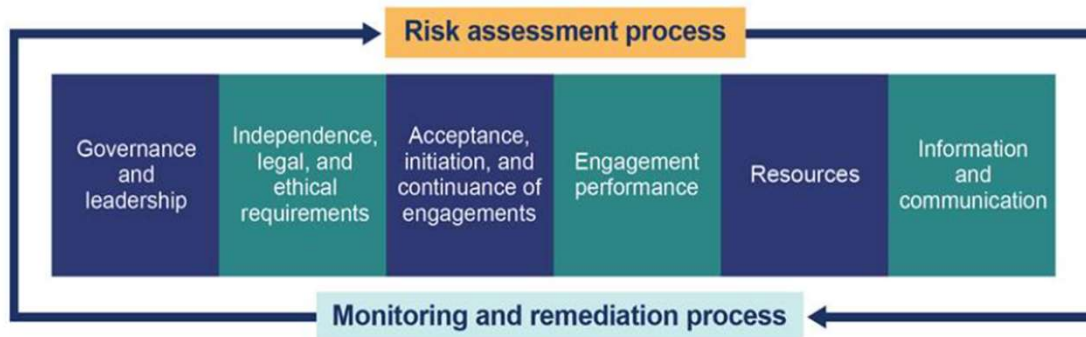 Risk assessment process
Governance
and
leadership
Independence,
legal, and
ethical
requirements
Acceptance,
initiation, and
continuance of
engagements
Engagement
performance
Resources
Information
and
communication
Monitoring and remediation process